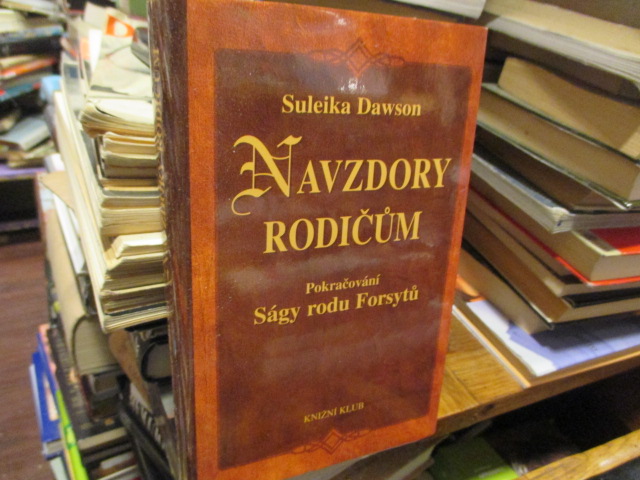 Suleika Dawson
NAVZDORY
RODIČŮM
Pokračování
Ságy rodu Forsytů
KNIŽNÍ KLUB